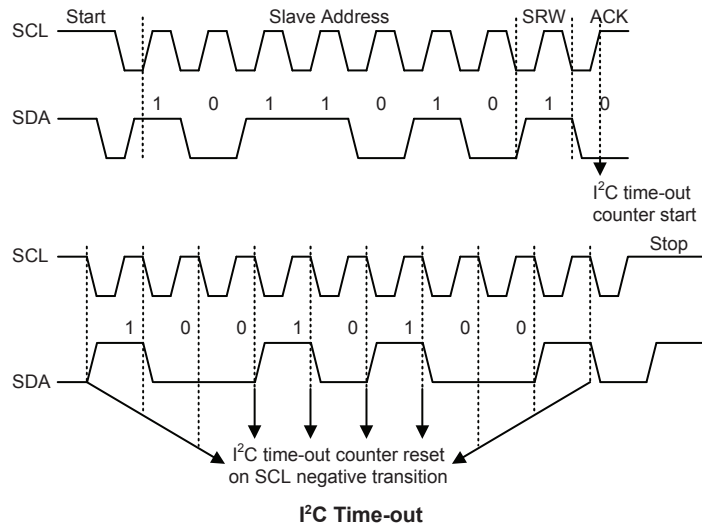 SCL Start Slave Address SRW ACK
SDA 1 0 1 1 0 1 0 1 0
I²C time-out
counter start
SCL Stop
1 0 0 1 0 1 0 0
SDA
I²C time-out counter reset
on SCL negative transition
I²C Time-out